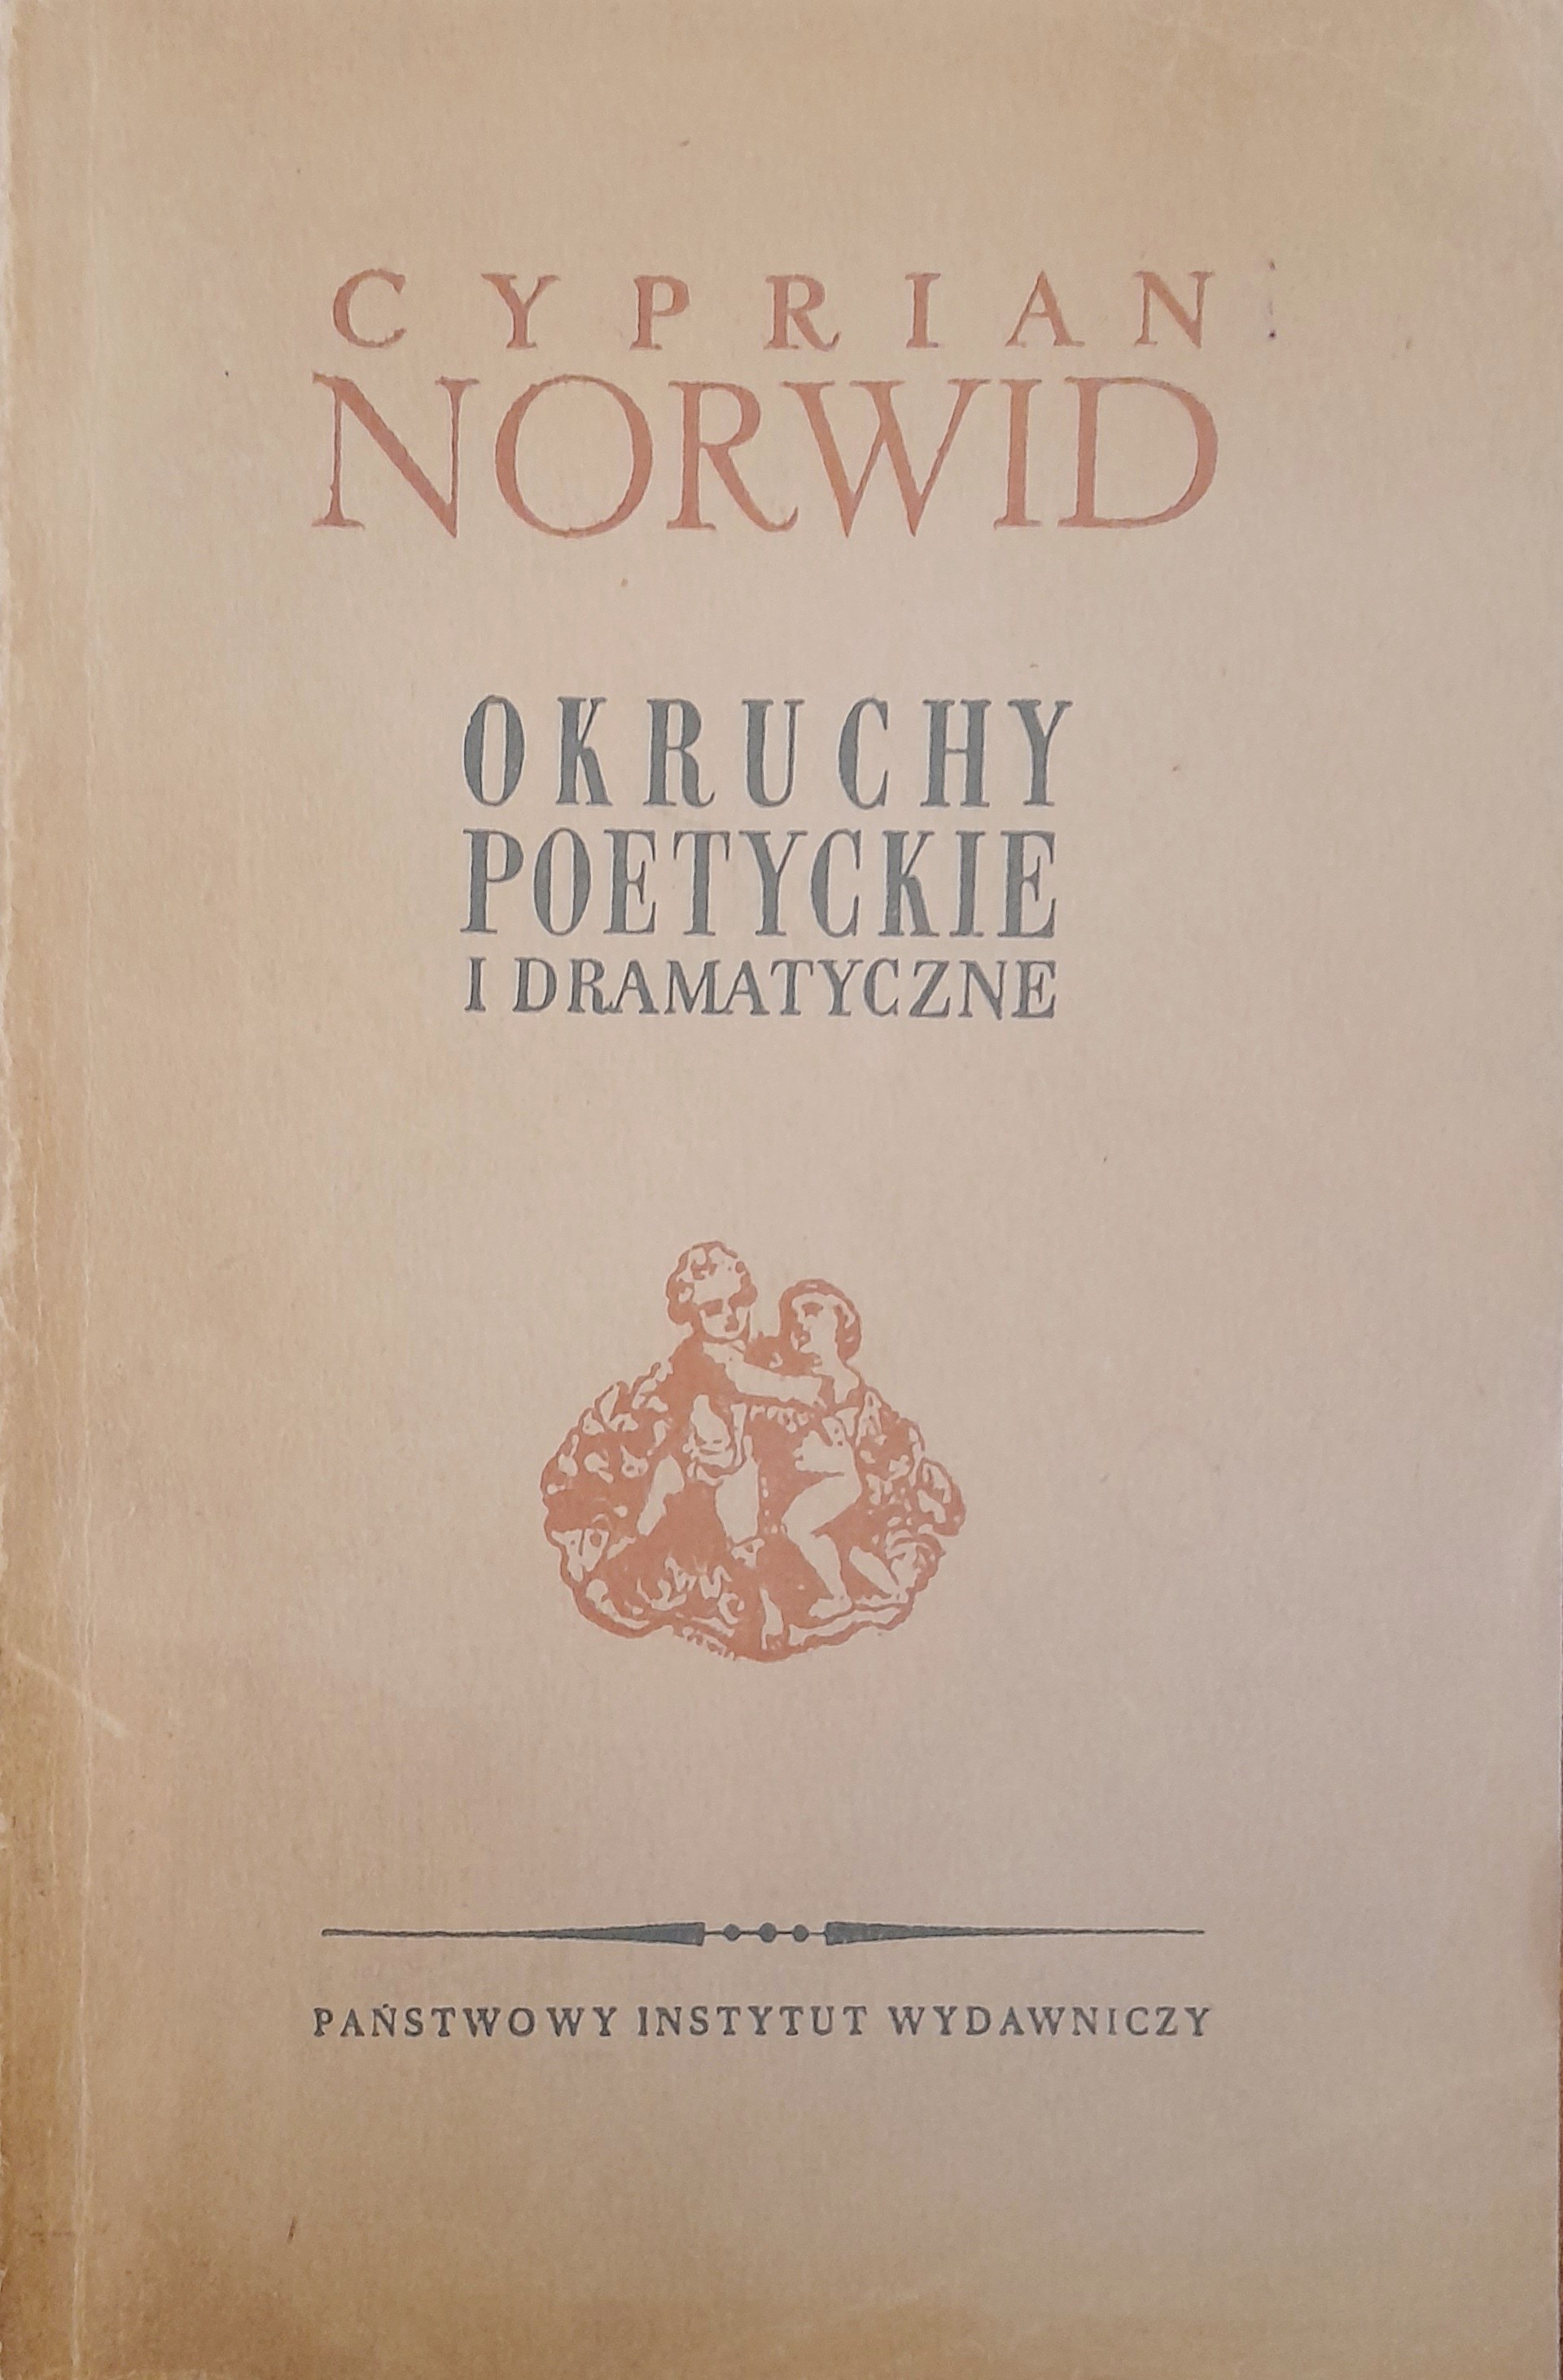 CYPRIAN
NORWID
OKRUCHY
POETYCKIE
I DRAMATYCZNE
PAŃSTWOWY INSTYTUT WYDAWNICZY